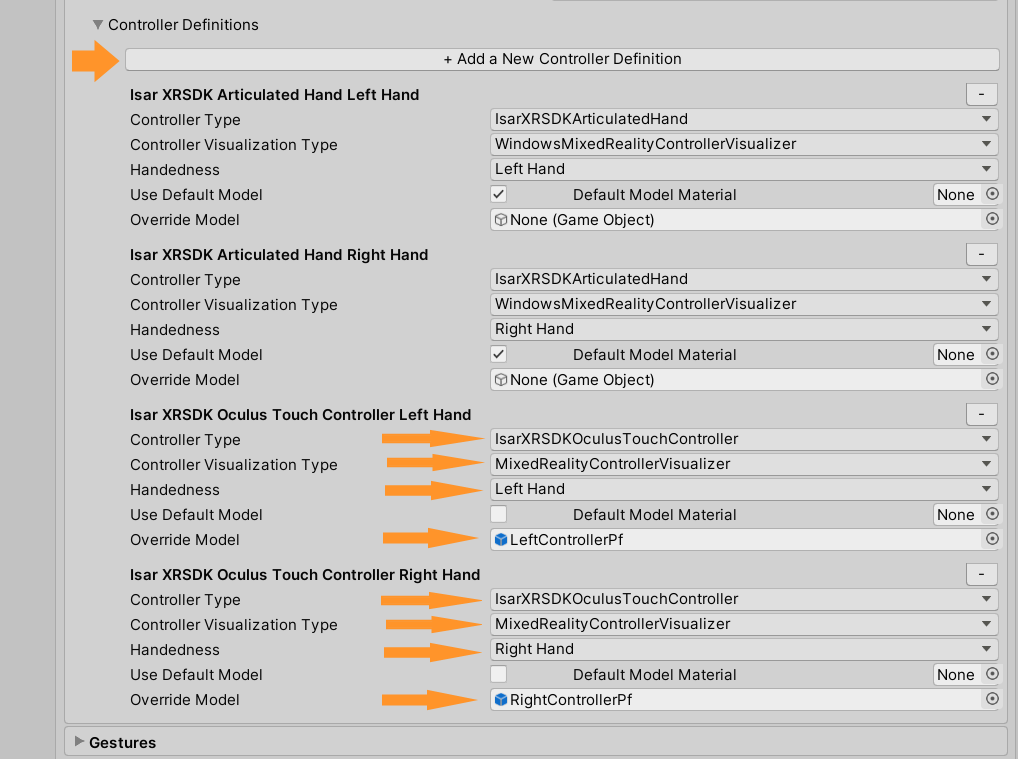 Controller Definitions
+ Add a New Controller Definition
Isar XRSDK Articulated Hand Left Hand -
Controller Type IsarXRSDKArticulatedHand
Controller Visualization Type WindowsMixedRealityControllerVisualizer
Handedness Left Hand
Use Default Model Default Model Material None
Override Model None (Game Object)
Isar XRSDK Articulated Hand Right Hand -
Controller Type IsarXRSDKArticulatedHand
Controller Visualization Type WindowsMixedRealityControllerVisualizer
Handedness Right Hand
Use Default Model Default Model Material None
Override Model None (Game Object)
Isar XRSDK Oculus Touch Controller Left Hand -
Controller Type IsarXRSDKOculusTouchController
Controller Visualization Type MixedRealityControllerVisualizer
Handedness Left Hand
Use Default Model Default Model Material None
Override Model LeftControllerPf
Isar XRSDK Oculus Touch Controller Right Hand -
Controller Type IsarXRSDKOculusTouchController
Controller Visualization Type MixedRealityControllerVisualizer
Handedness Right Hand
Use Default Model Default Model Material None
Override Model RightControllerPf
Gestures